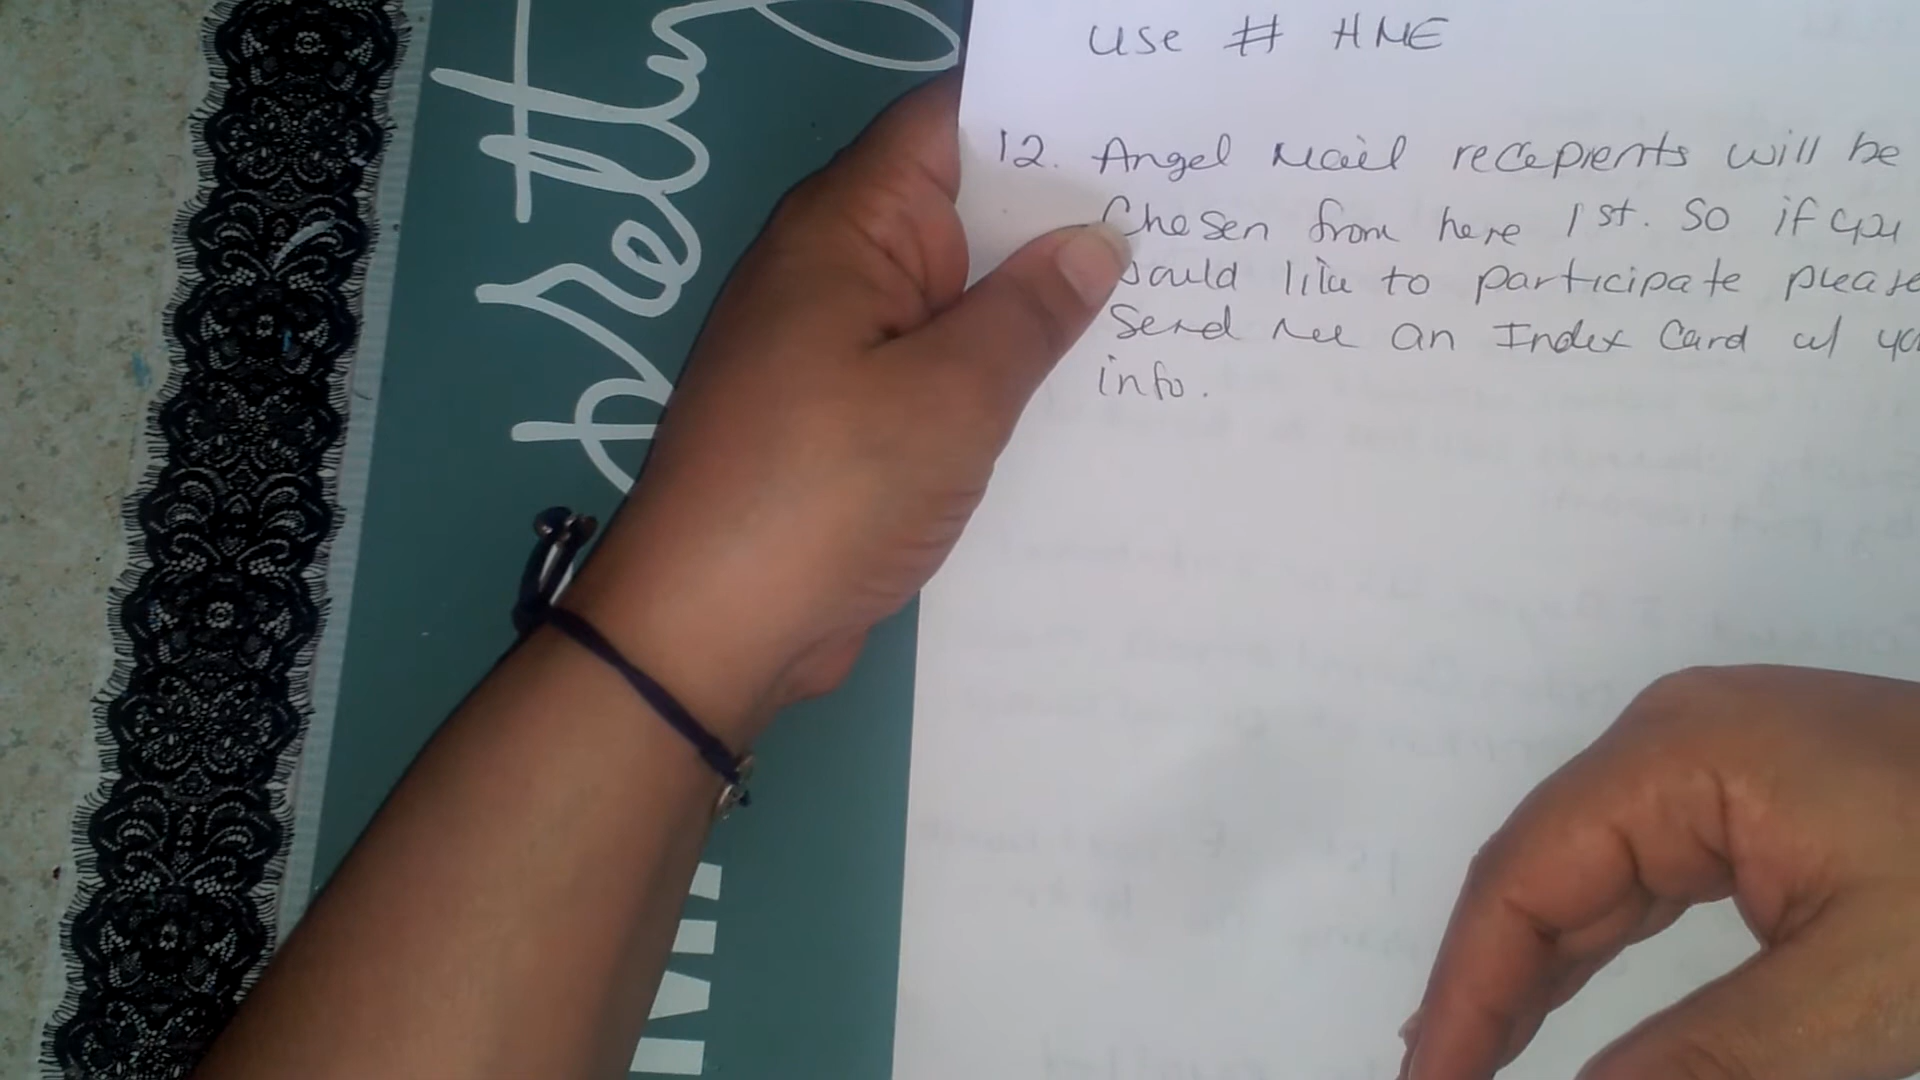 use # HME
12. Angel Mail recepients will be
Chosen from here 1st. So if you
would like to participate please
Send me an Index Card w/
info.
pretty